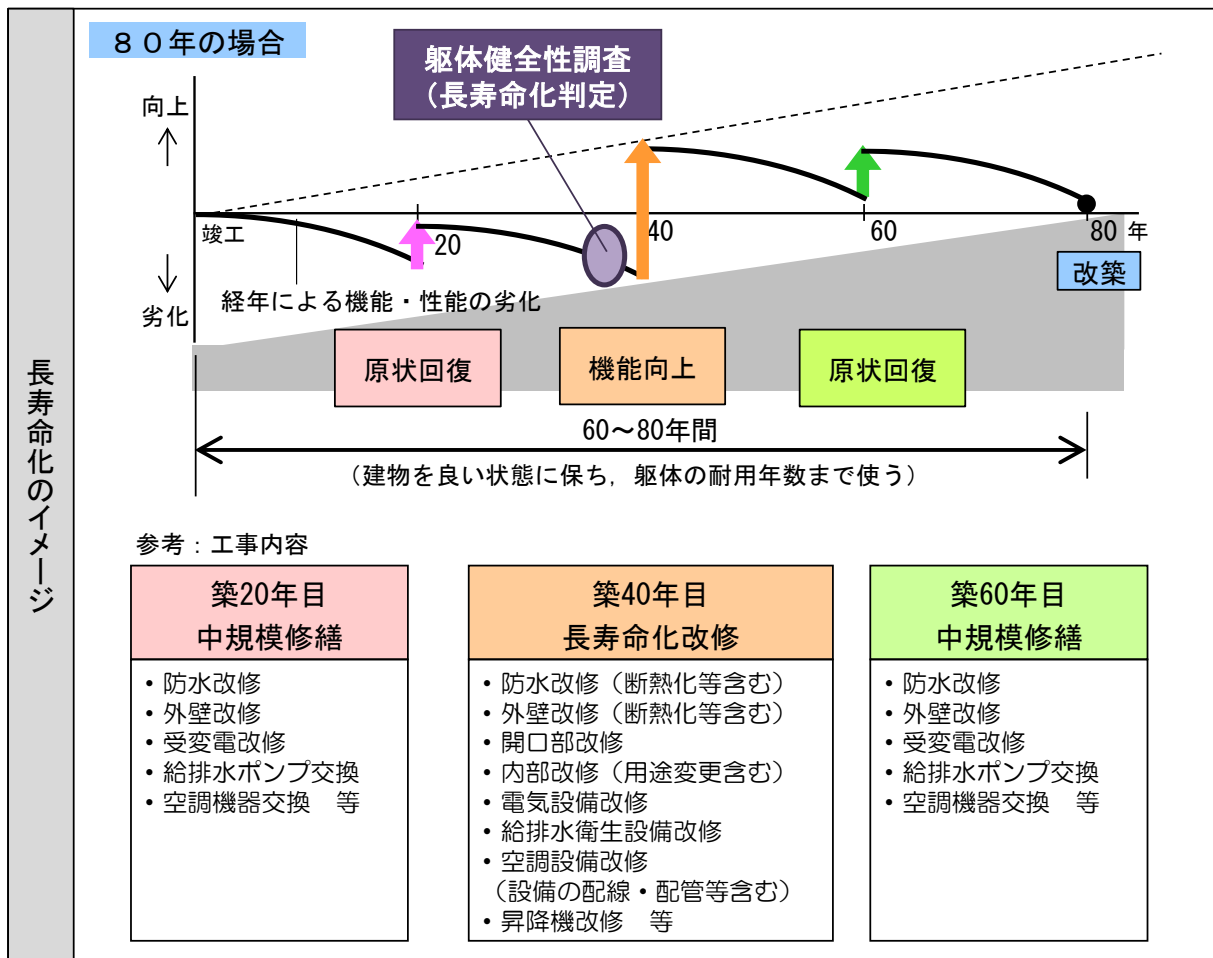 長寿命化のイメージ
８０年の場合
躯体健全性調査
（長寿命化判定）
向上
↑
↓
劣化
竣工
20
40
60
80
年
改築
経年による機能・性能の劣化
原状回復
機能向上
原状回復
60～80年間
（建物を良い状態に保ち，躯体の耐用年数まで使う）
参考：工事内容
築20年目
中規模修繕
・防水改修
・外壁改修
・受変電改修
・給排水ポンプ交換
・空調機器交換　等
築40年目
長寿命化改修
・防水改修（断熱化等含む）
・外壁改修（断熱化等含む）
・開口部改修
・内部改修（用途変更含む）
・電気設備改修
・給排水衛生設備改修
・空調設備改修
（設備の配線・配管等含む）
・昇降機改修　等
築60年目
中規模修繕
・防水改修
・外壁改修
・受変電改修
・給排水ポンプ交換
・空調機器交換　等